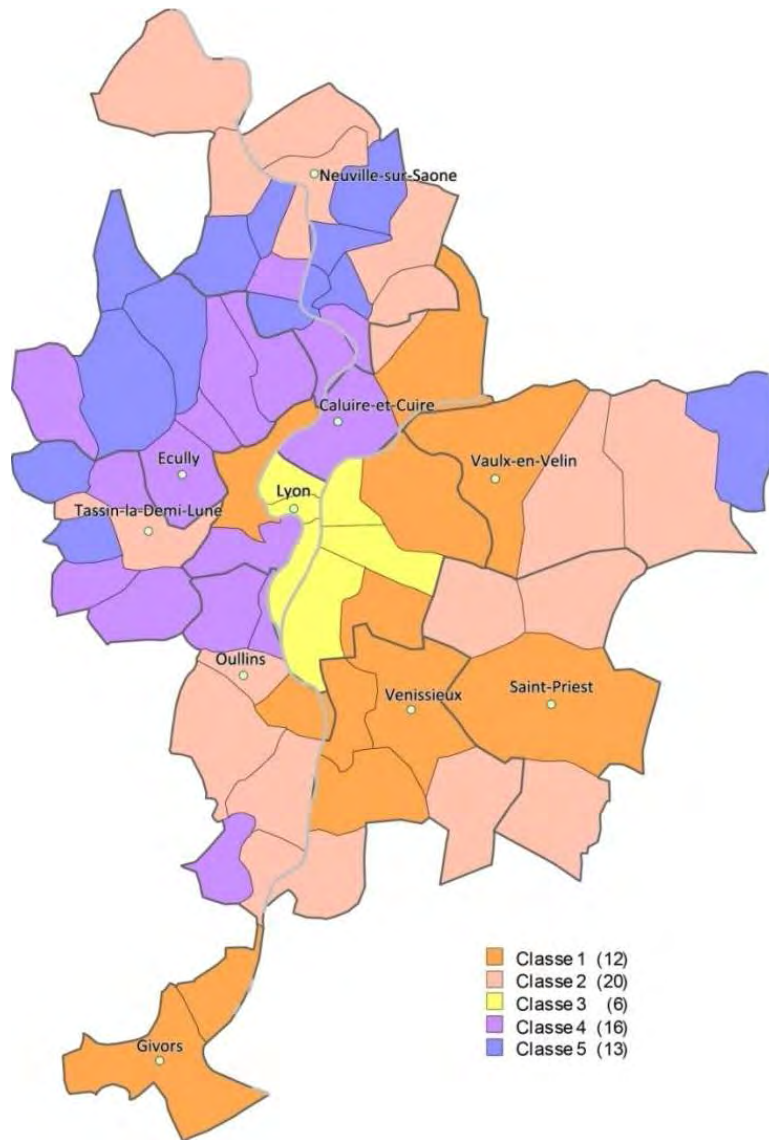 Neuville-sur-Saone
Caluire-et-Cuire
Ecully
Vaulx-en-Velin
Lyon
Tassin-la-Demi-Lune
Oullins
Venissieux
Saint-Priest
Givors
Classe 1 (12)
Classe 2 (20)
Classe 3 (6)
Classe 4 (16)
Classe 5 (13)